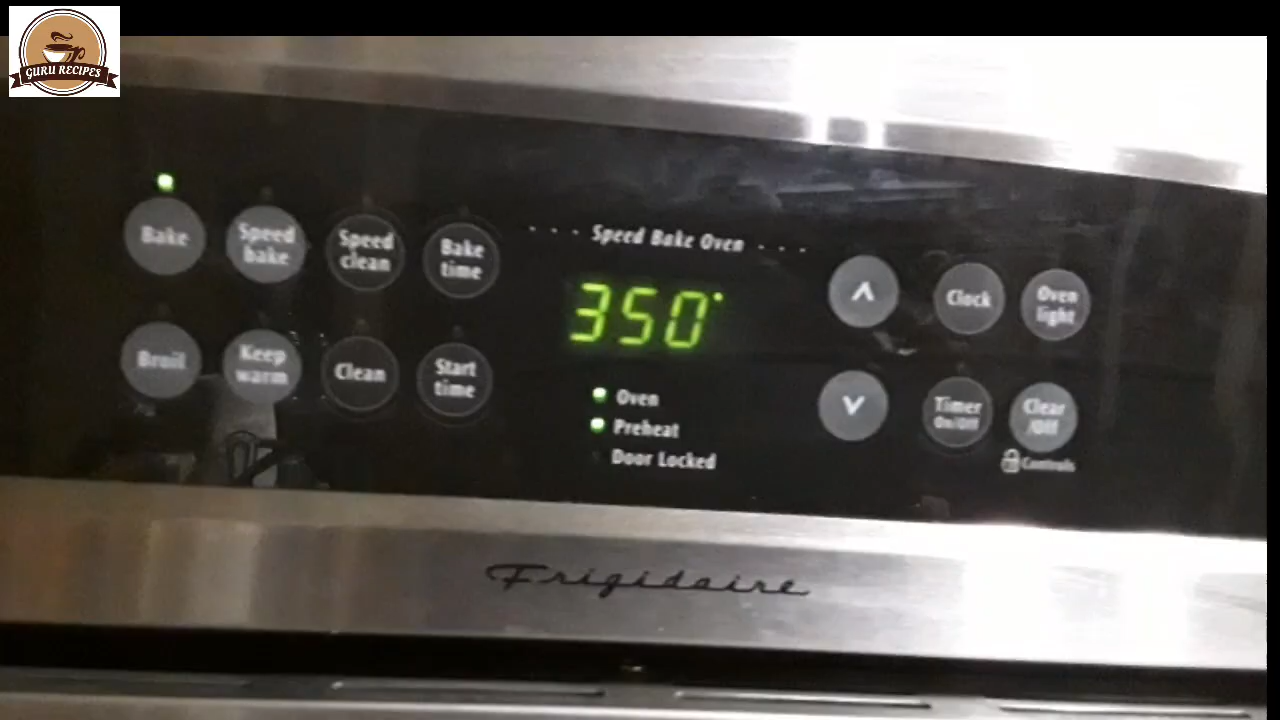 GURU RECIPES
Bake
Speed
bake
Speed
clean
Bake
time
Speed Bake Oven
350°
Clock
Oven
light
Broil
Keep
warm
Clean
Start
time
Oven
Preheat
Door Locked
Timer
On/Off
Clear
/Off
Controls
Frigidaire